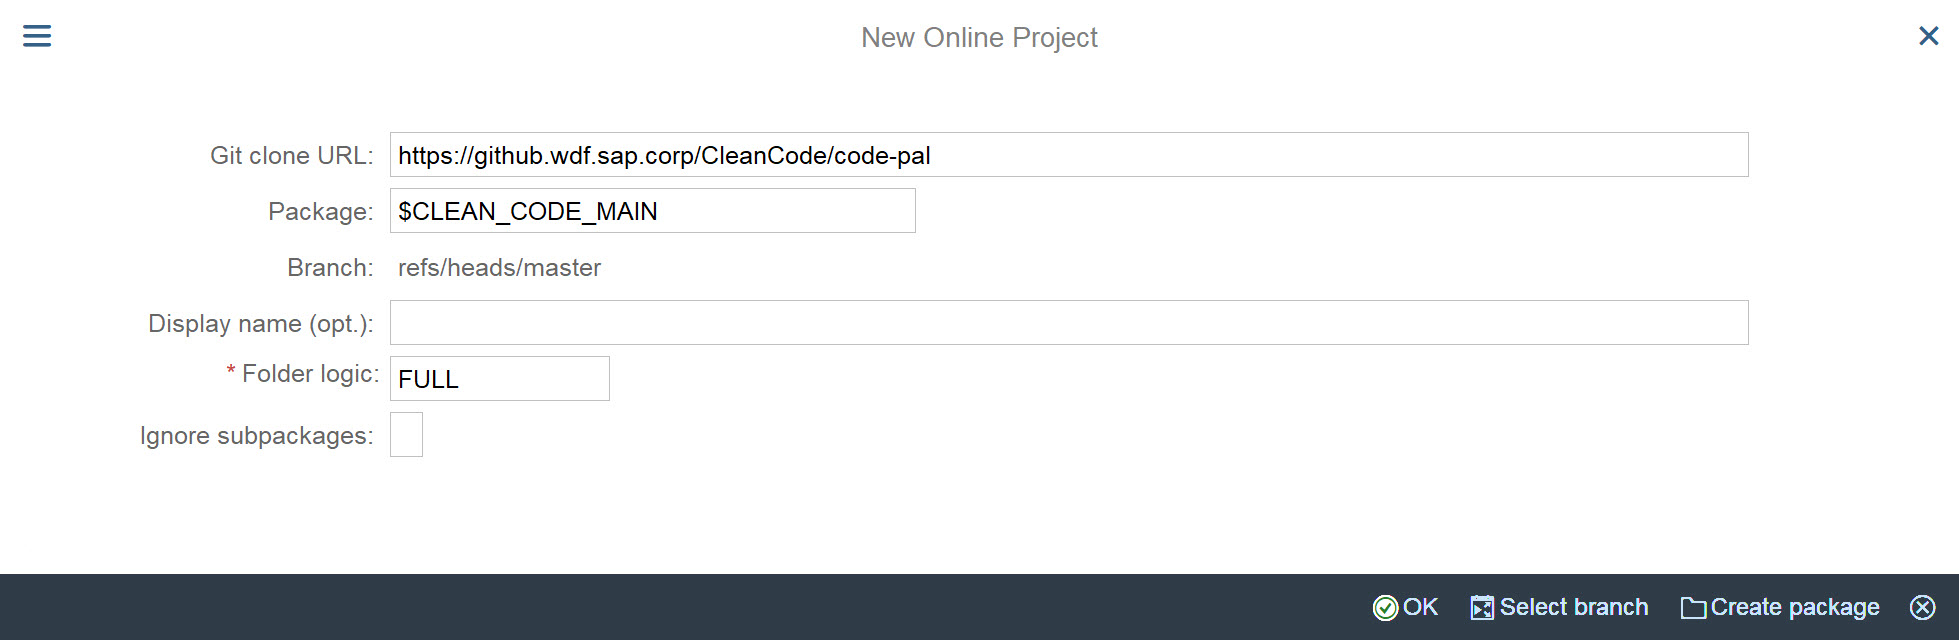 New Online Project
Git clone URL: https://github.wdf.sap.corp/CleanCode/code-pal
Package: $CLEAN_CODE_MAIN
Branch: refs/heads/master
Display name (opt.):
* Folder logic: FULL
Ignore subpackages:
OK Select branch Create package